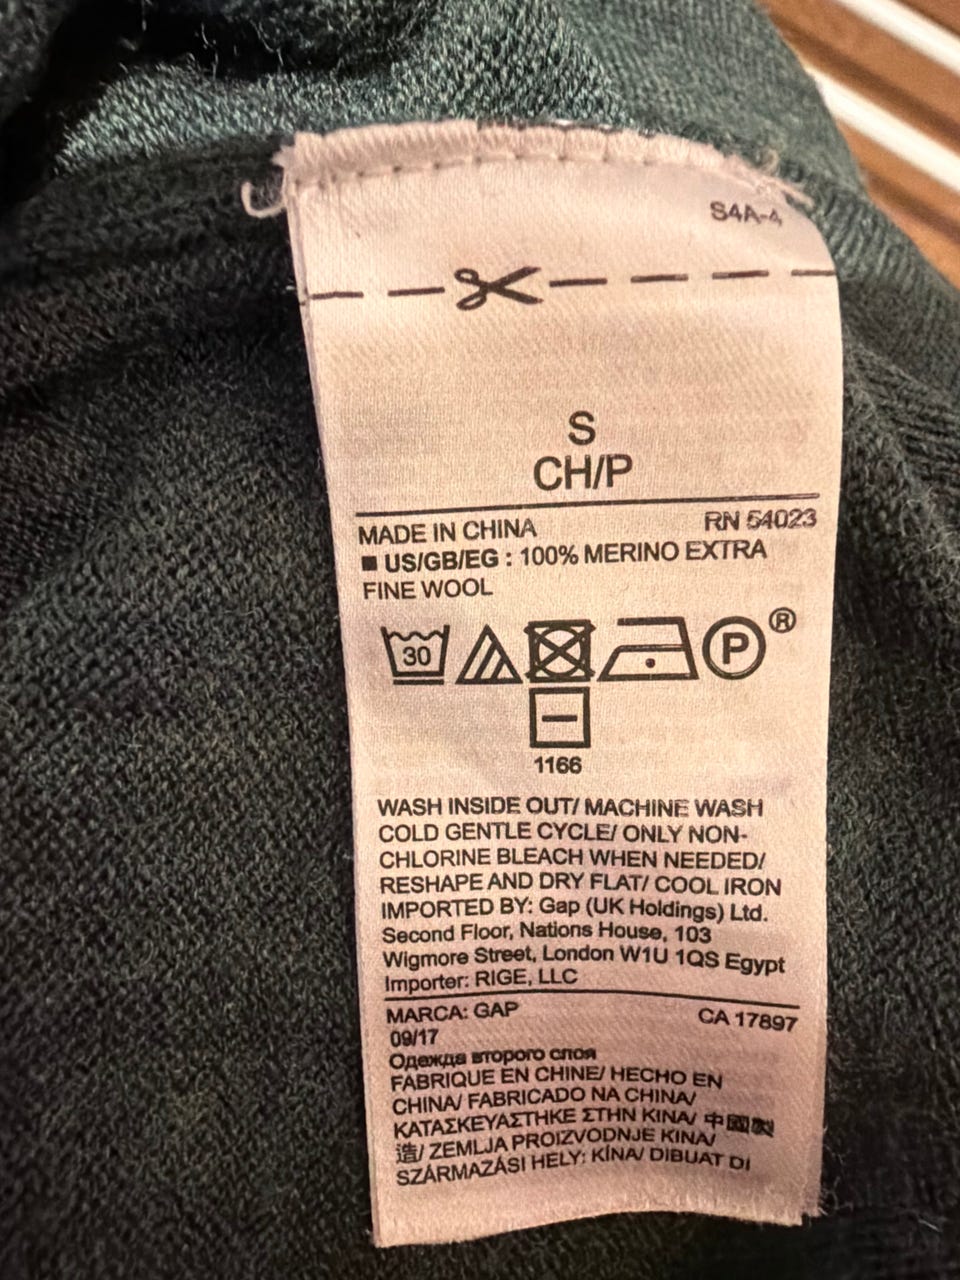 S4A-4
S
CH/P
MADE IN CHINA RN 54023
■ US/GB/EG : 100% MERINO EXTRA
FINE WOOL
30 P ®
1166
WASH INSIDE OUT/ MACHINE WASH
COLD GENTLE CYCLE/ ONLY NON-
CHLORINE BLEACH WHEN NEEDED/
RESHAPE AND DRY FLAT/ COOL IRON
IMPORTED BY: Gap (UK Holdings) Ltd.
Second Floor, Nations House, 103
Wigmore Street, London W1U 1QS Egypt
Importer: RIGE, LLC
MARCA: GAP CA 17897
09/17
Одежда второго слоя
FABRIQUE EN CHINE/ HECHO EN
CHINA/ FABRICADO NA CHINA/
ΚΑΤΑΣΚΕΥΑΣΤΗΚΕ ΣΤΗΝ ΚΙΝΑ/ 中國製
造/ ZEMLJA PROIZVODNJE KINA/
SZÁRMAZÁSI HELY: KÍNA/ DIBUAT DI